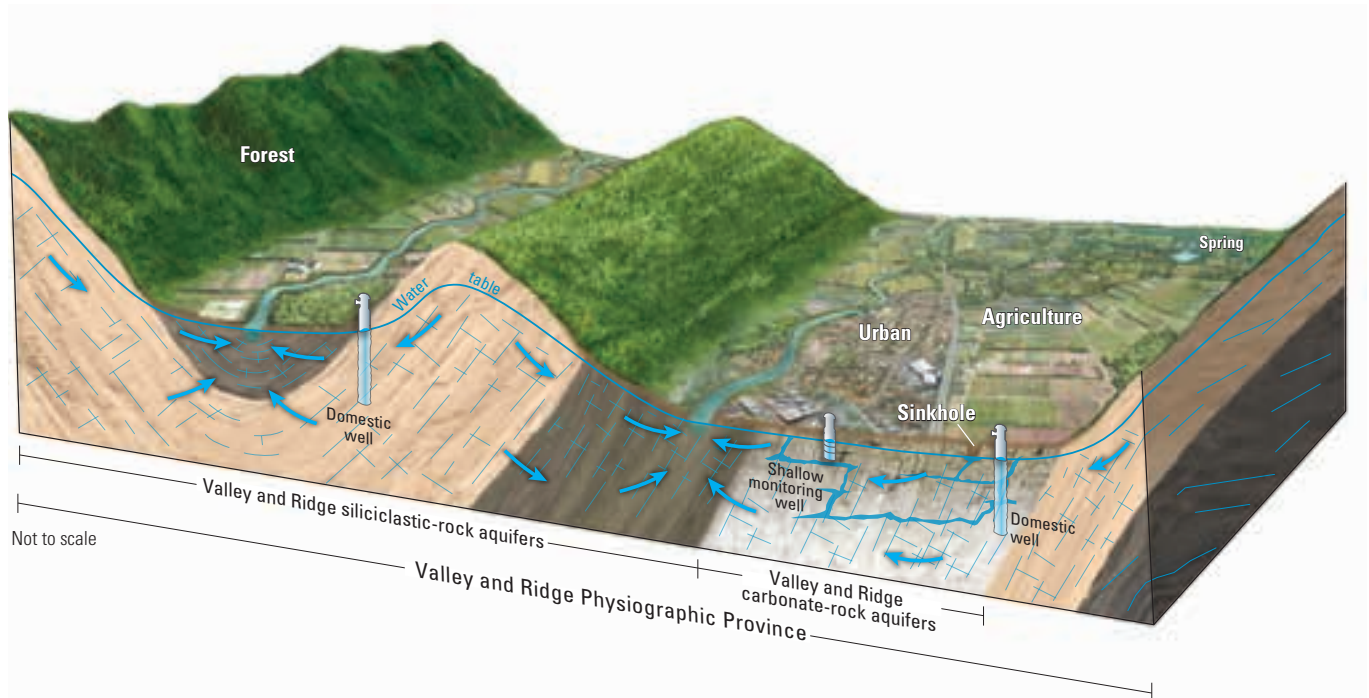 Forest
Spring
Water table
Agriculture
Urban
Sinkhole
Domestic
well
Shallow
monitoring
well
Domestic
well
Valley and Ridge siliciclastic-rock aquifers
Not to scale
Valley and Ridge
carbonate-rock aquifers
Valley and Ridge Physiographic Province